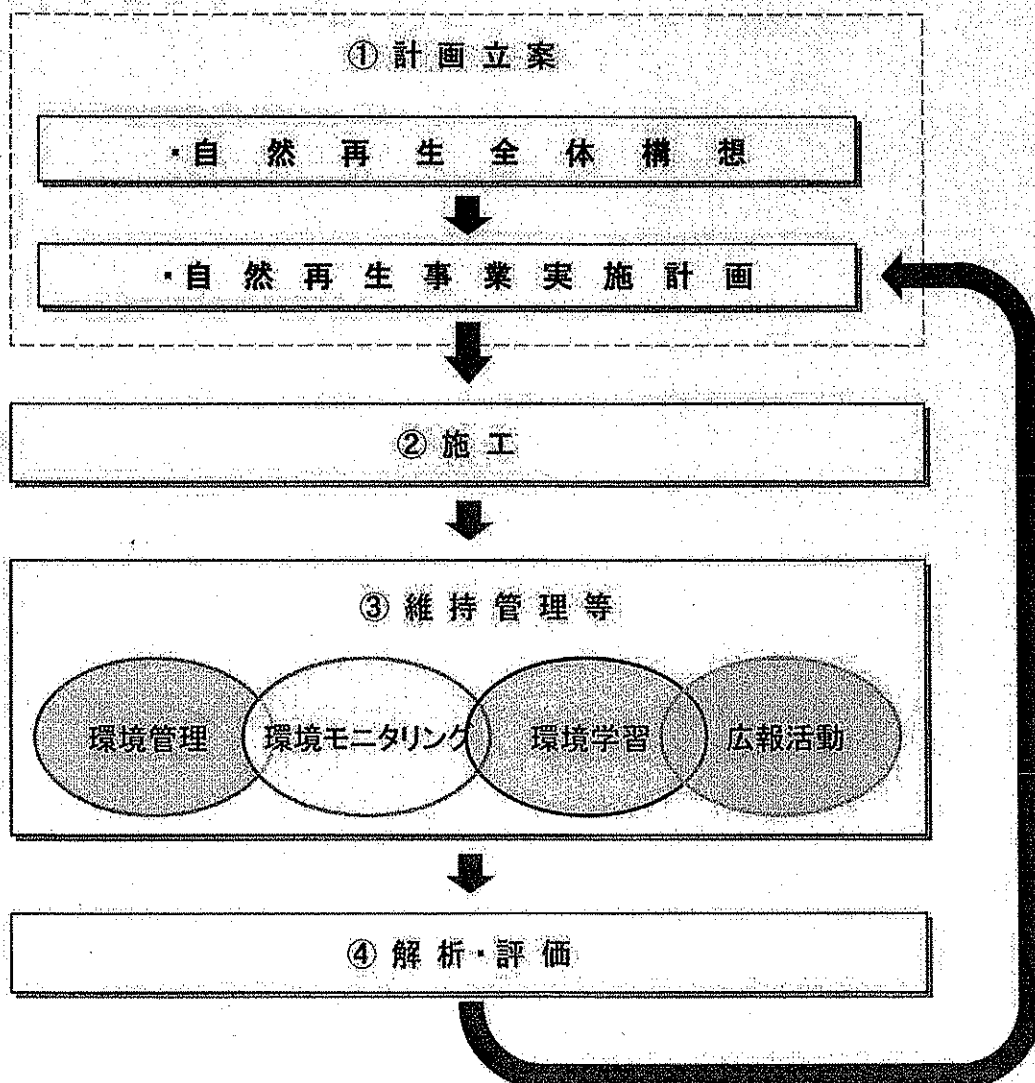 ①計画立案
・自然再生全体構想
・自然再生事業実施計画
②施工
③維持管理等
環境管理 環境モニタリング 環境学習 広報活動
④解析・評価